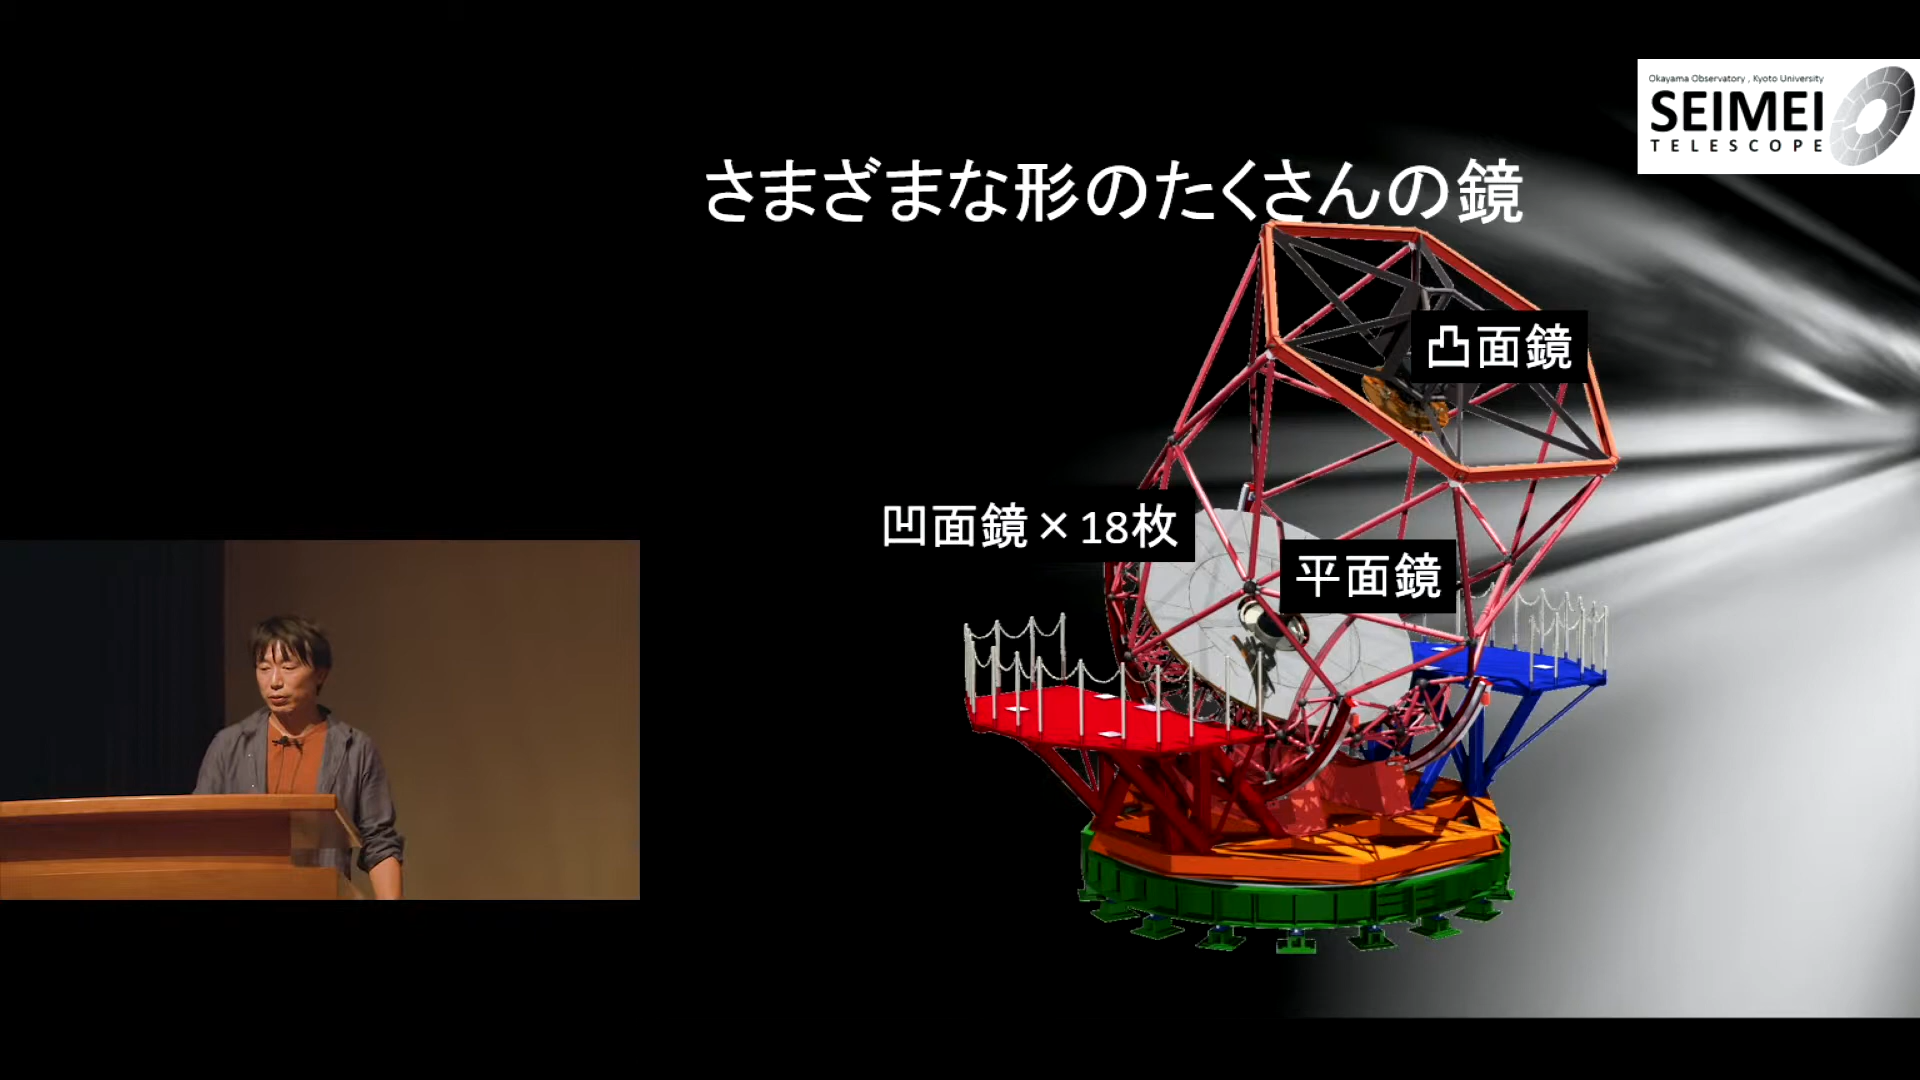 Okayama Observatory , Kyoto University
SEIMEI
TELESCOPE
さまざまな形のたくさんの鏡
凸面鏡
凹面鏡×18枚
平面鏡